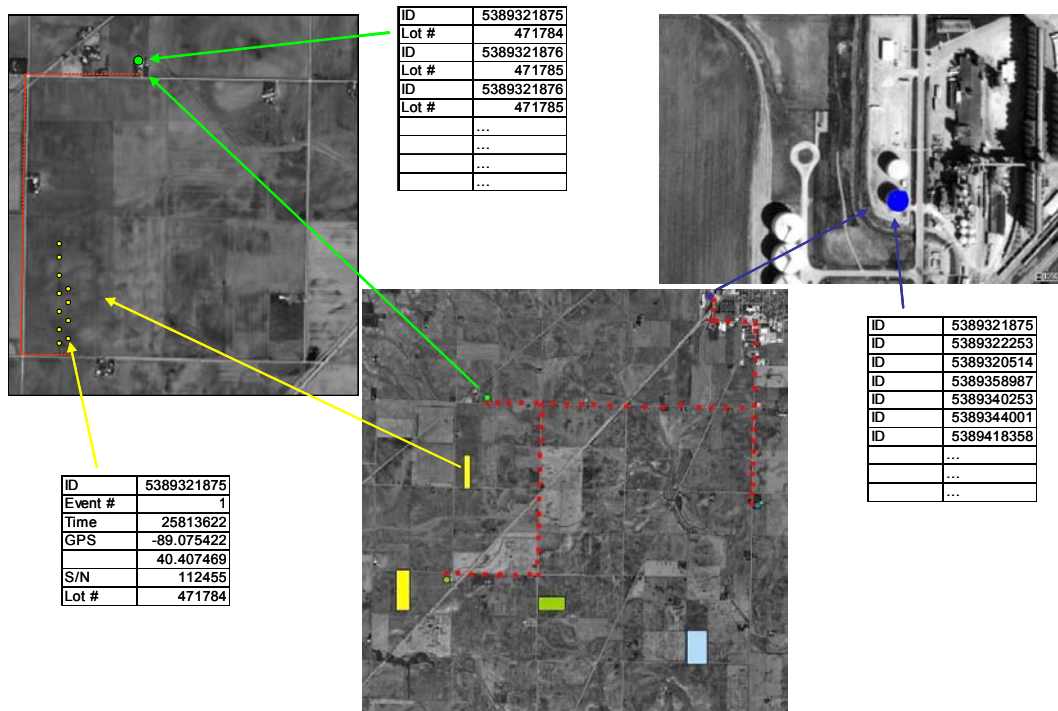 ID 5389321875
Lot # 471784
ID 5389321876
Lot # 471785
ID 5389321876
Lot # 471785
...
...
...
...
ID 5389321875
ID 5389322253
ID 5389320514
ID 5389358987
ID 5389340253
ID 5389344001
ID 5389418358
...
...
...
ID 5389321875
Event # 1
Time 25813622
GPS -89.075422
40.407469
S/N 112455
Lot # 471784